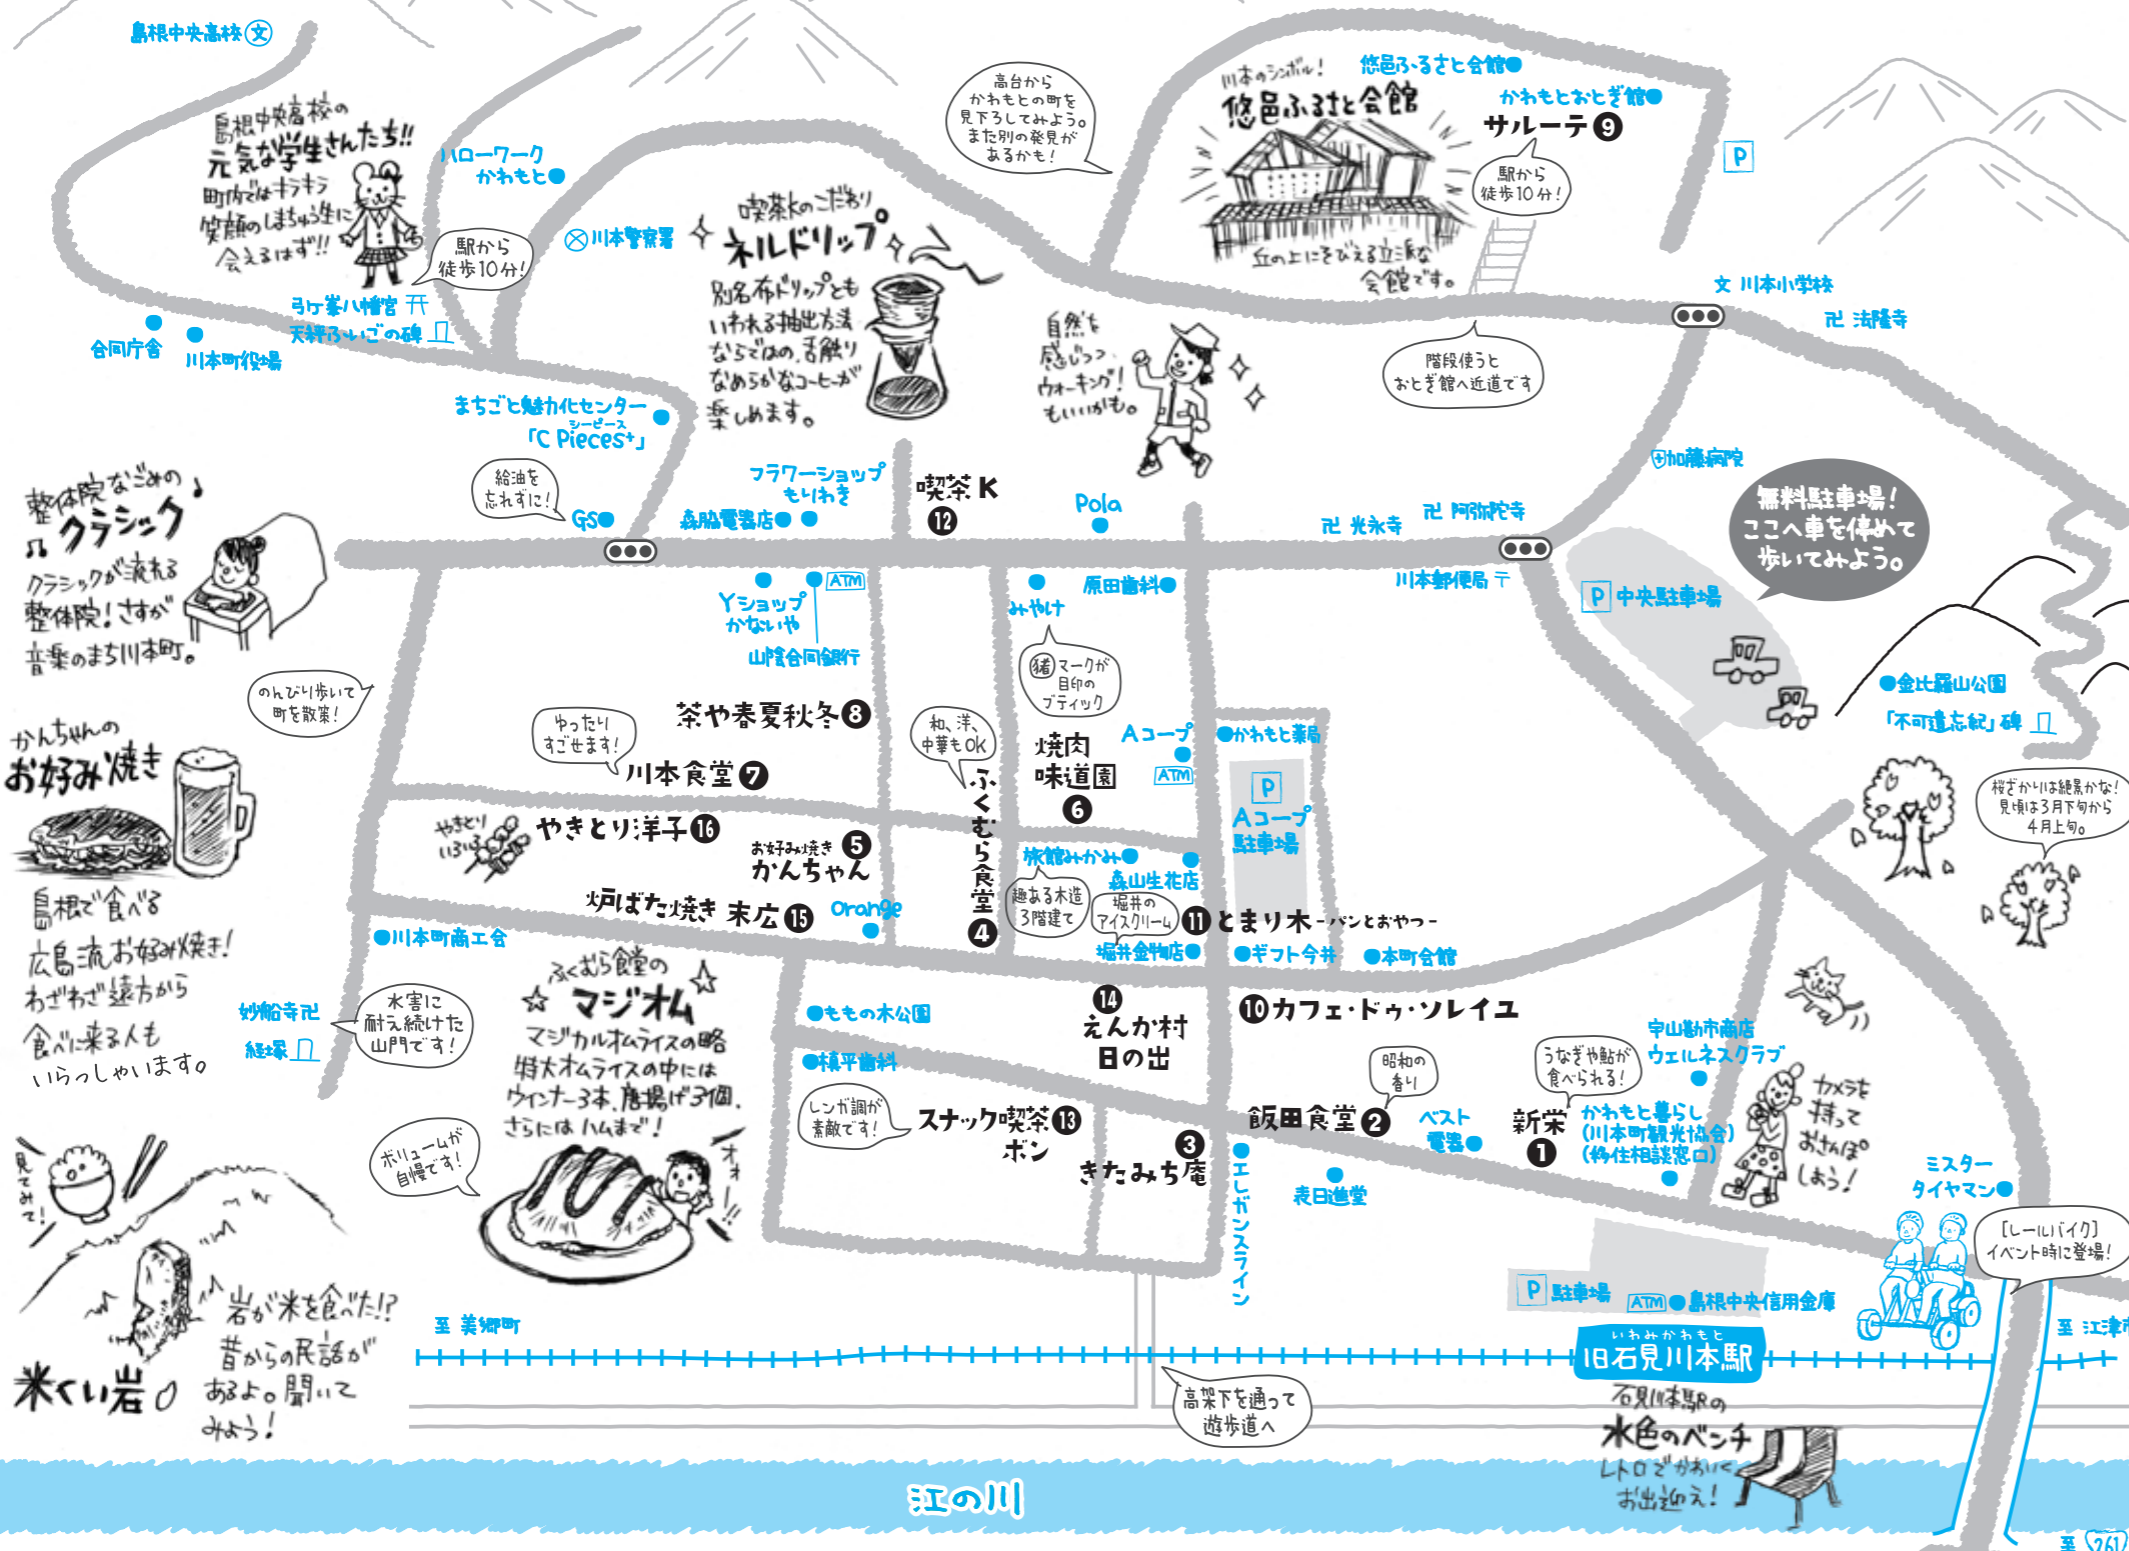 島根中央高校 文
島根中央高校の
元気な学生さんたち!!
町内ではキラキラ
笑顔のしまちゅう生に
会えるはず!!
ハローワーク
かわもと
駅から
徒歩10分!
川本警察署
弓ケ峯八幡宮
天秤ふいごの碑
合同庁舎
川本町役場
まちごと魅力化センター
シーピース
「C Pieces+」
喫茶Kのこだわり
ネルドリップ
別名布ドリップとも
いわれる抽出方法
ならではの、舌触り
なめらかなコーヒーが
楽しめます。
高台から
かわもとの町を
見下ろしてみよう。
また別の発見が
あるかも!
川本のシンボル!
悠邑ふるさと会館
丘の上にそびえる立派な
会館です。
悠邑ふるさと会館
かわもとおとぎ館
サルーテ 9
駅から
徒歩10分!
P
文 川本小学校
卍 法隆寺
階段使うと
おとぎ館へ近道です
自然を
感じつつ
ウォーキング!
もいいかも。
加藤病院
無料駐車場!
ここへ車を停めて
歩いてみよう。
整体院なごめの
クラシック
クラシックが流れる
整体院!さすが
音楽のまち川本町。
給油を
忘れずに!
GS
フラワーショップ
もりわき
森脇電器店
喫茶 K
12
Pola
卍 光永寺
卍 阿弥陀寺
川本郵便局 〒
P 中央駐車場
Yショップ
かないや
ATM
山陰合同銀行
みやけ
原田歯科
猪マークが
目印の
ブティック
のんびり歩いて
町を散策!
茶や春夏秋冬 8
ゆったり
すごせます!
川本食堂 7
和、洋、
中華もOK
焼肉
味道園
6
Aコープ
ATM
かわもと薬局
P
Aコープ
駐車場
金比羅山公園
「不可遺忘紀」碑
桜ざかりは絶景かな!
見頃は3月下旬から
4月上旬。
かんちゃんの
お好み焼き
島根で食べる
広島流お好み焼き!
わざわざ遠方から
食べに来る人も
いらっしゃいます。
やきとり
いろいろ
やきとり洋子 16
お好み焼き
かんちゃん 5
ふくむら食堂 4
旅館みかみ
森山生花店
趣ある木造
3階建て
堀井の
アイスクリーム
堀井金物店
11 とまり木 -パンとおやつ-
炉ばた焼き 末広 15
Orange
川本町商工会
ギフト今井
本町会館
妙船寺 卍
経塚
水害に
耐え続けた
山門です!
ふくむら食堂の
マジオム
マジカルオムライスの略
特大オムライスの中には
ウインナー3本、唐揚げ3個、
さらにはハムまで!
ボリュームが
自慢です!
オォー!!
ももの木公園
槙平歯科
レンガ調が
素敵です!
14
えんか村
日の出
10 カフェ・ドゥ・ソレイユ
スナック喫茶 13
ボン
3
きたみち庵
昭和の
香り
飯田食堂 2
ベスト
電器
表日進堂
エレガンスライン
うなぎや鮎が
食べられる!
新栄
1
宇山勘市商店
ウェルネスクラブ
かわもと暮らし
(川本町観光協会)
(移住相談窓口)
カメラを
持って
おさんぽ
しよう!
ミスター
タイヤマン
[レールバイク]
イベント時に登場!
見てみて!
岩が米を食べた!?
昔からの民話が
あるよ。聞いて
みよう!
米くい岩
P 駐車場
ATM 島根中央信用金庫
至 美郷町
いわみかわもと
旧石見川本駅
至 江津市
高架下を通って
遊歩道へ
石見川本駅の
水色のベンチ
レトロでかわいく
お出迎え!
江の川
至 261